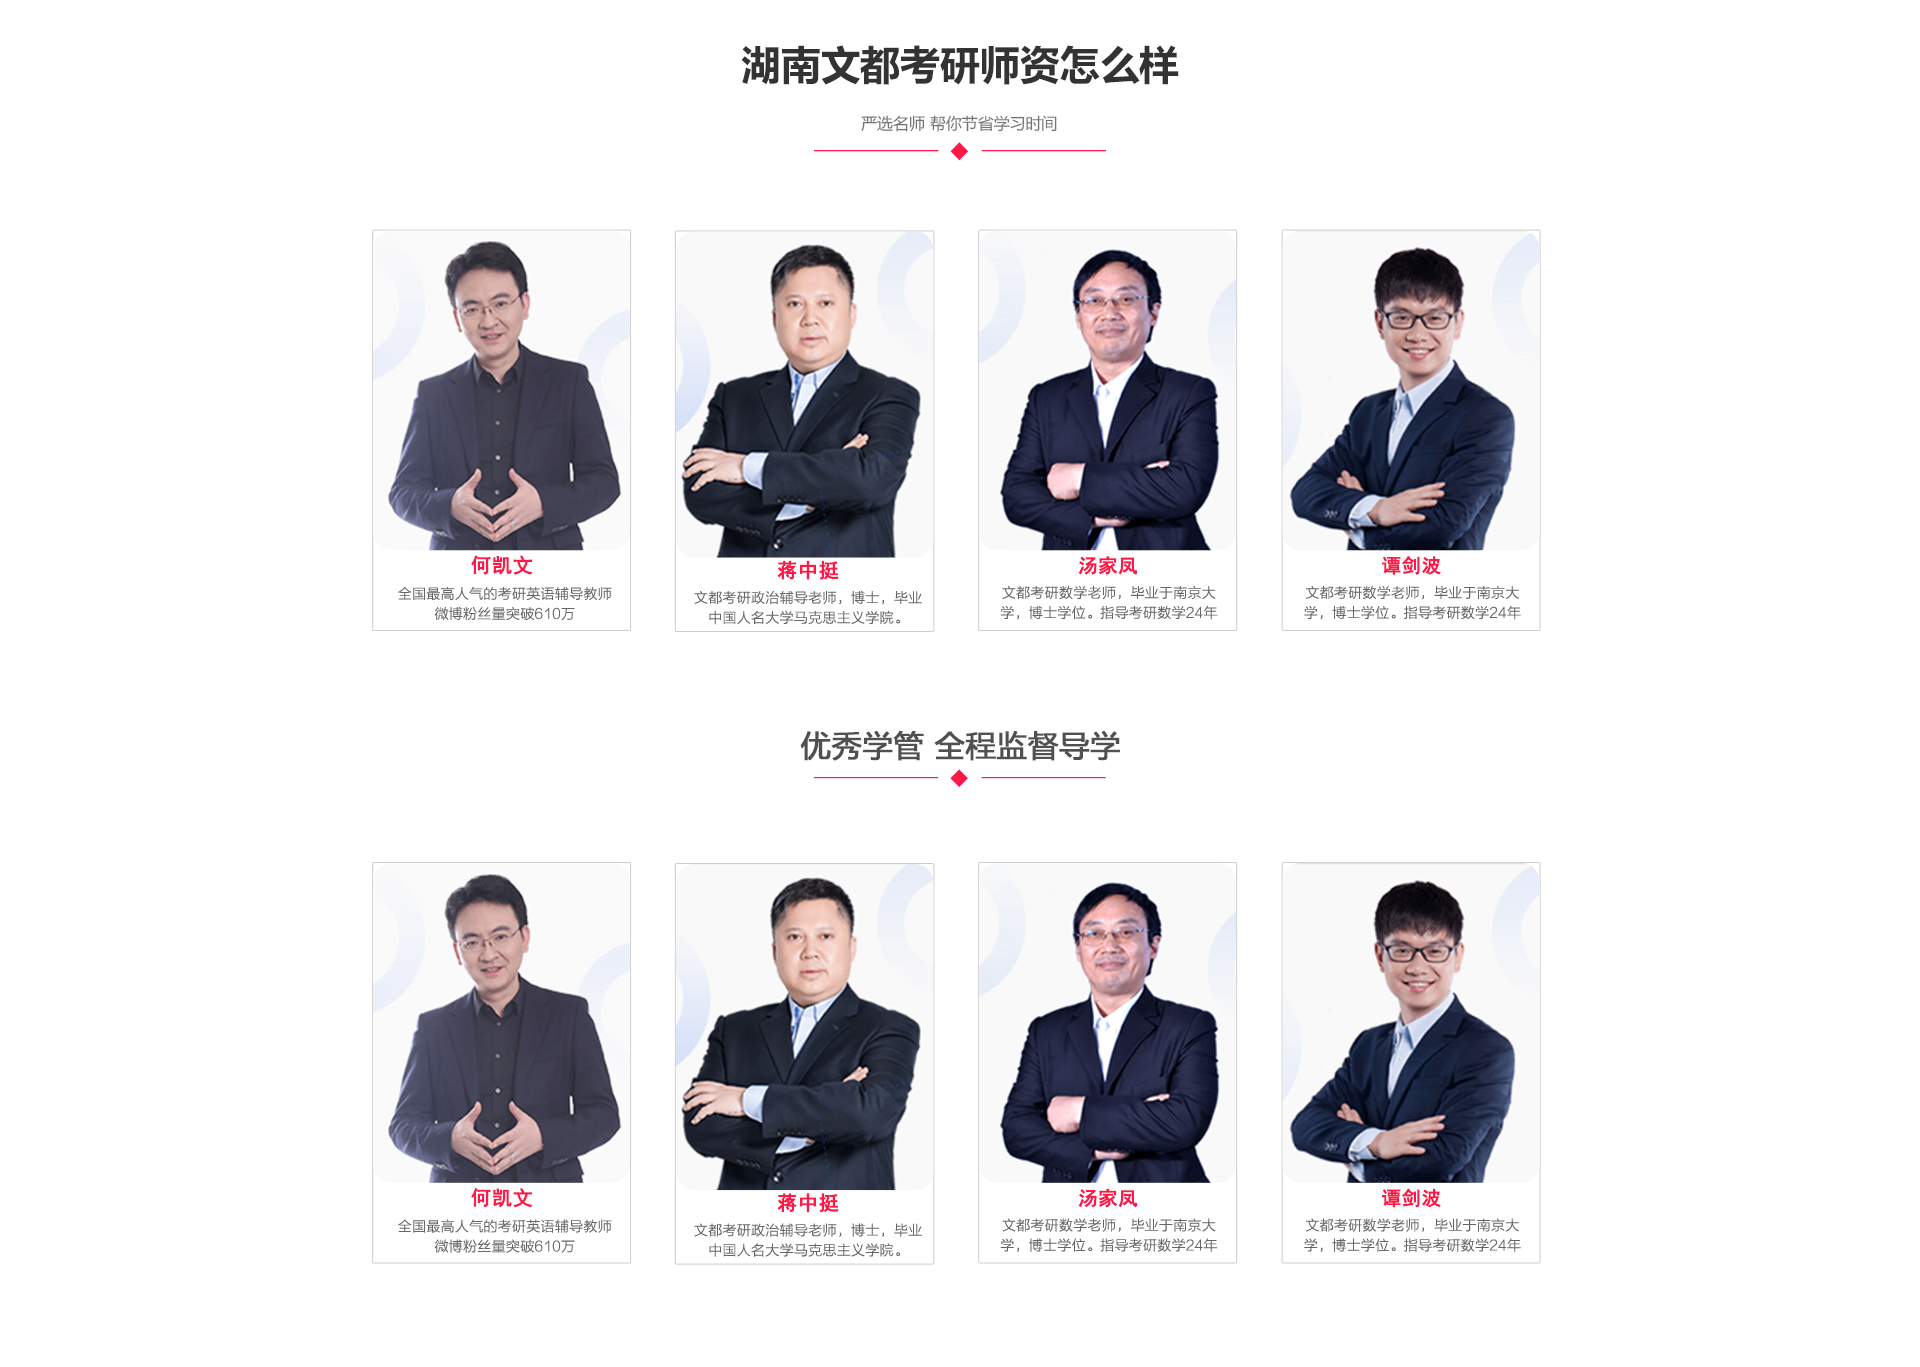 湖南文都考研师资怎么样
严选名师 帮你节省学习时间
何凯文
全国最高人气的考研英语辅导教师
微博粉丝量突破610万
蒋中挺
文都考研政治辅导老师，博士，毕业
中国人名大学马克思主义学院。
汤家凤
文都考研数学老师，毕业于南京大
学，博士学位。指导考研数学24年
谭剑波
文都考研数学老师，毕业于南京大
学，博士学位。指导考研数学24年
优秀学管 全程监督导学
何凯文
全国最高人气的考研英语辅导教师
微博粉丝量突破610万
蒋中挺
文都考研政治辅导老师，博士，毕业
中国人名大学马克思主义学院。
汤家凤
文都考研数学老师，毕业于南京大
学，博士学位。指导考研数学24年
谭剑波
文都考研数学老师，毕业于南京大
学，博士学位。指导考研数学24年